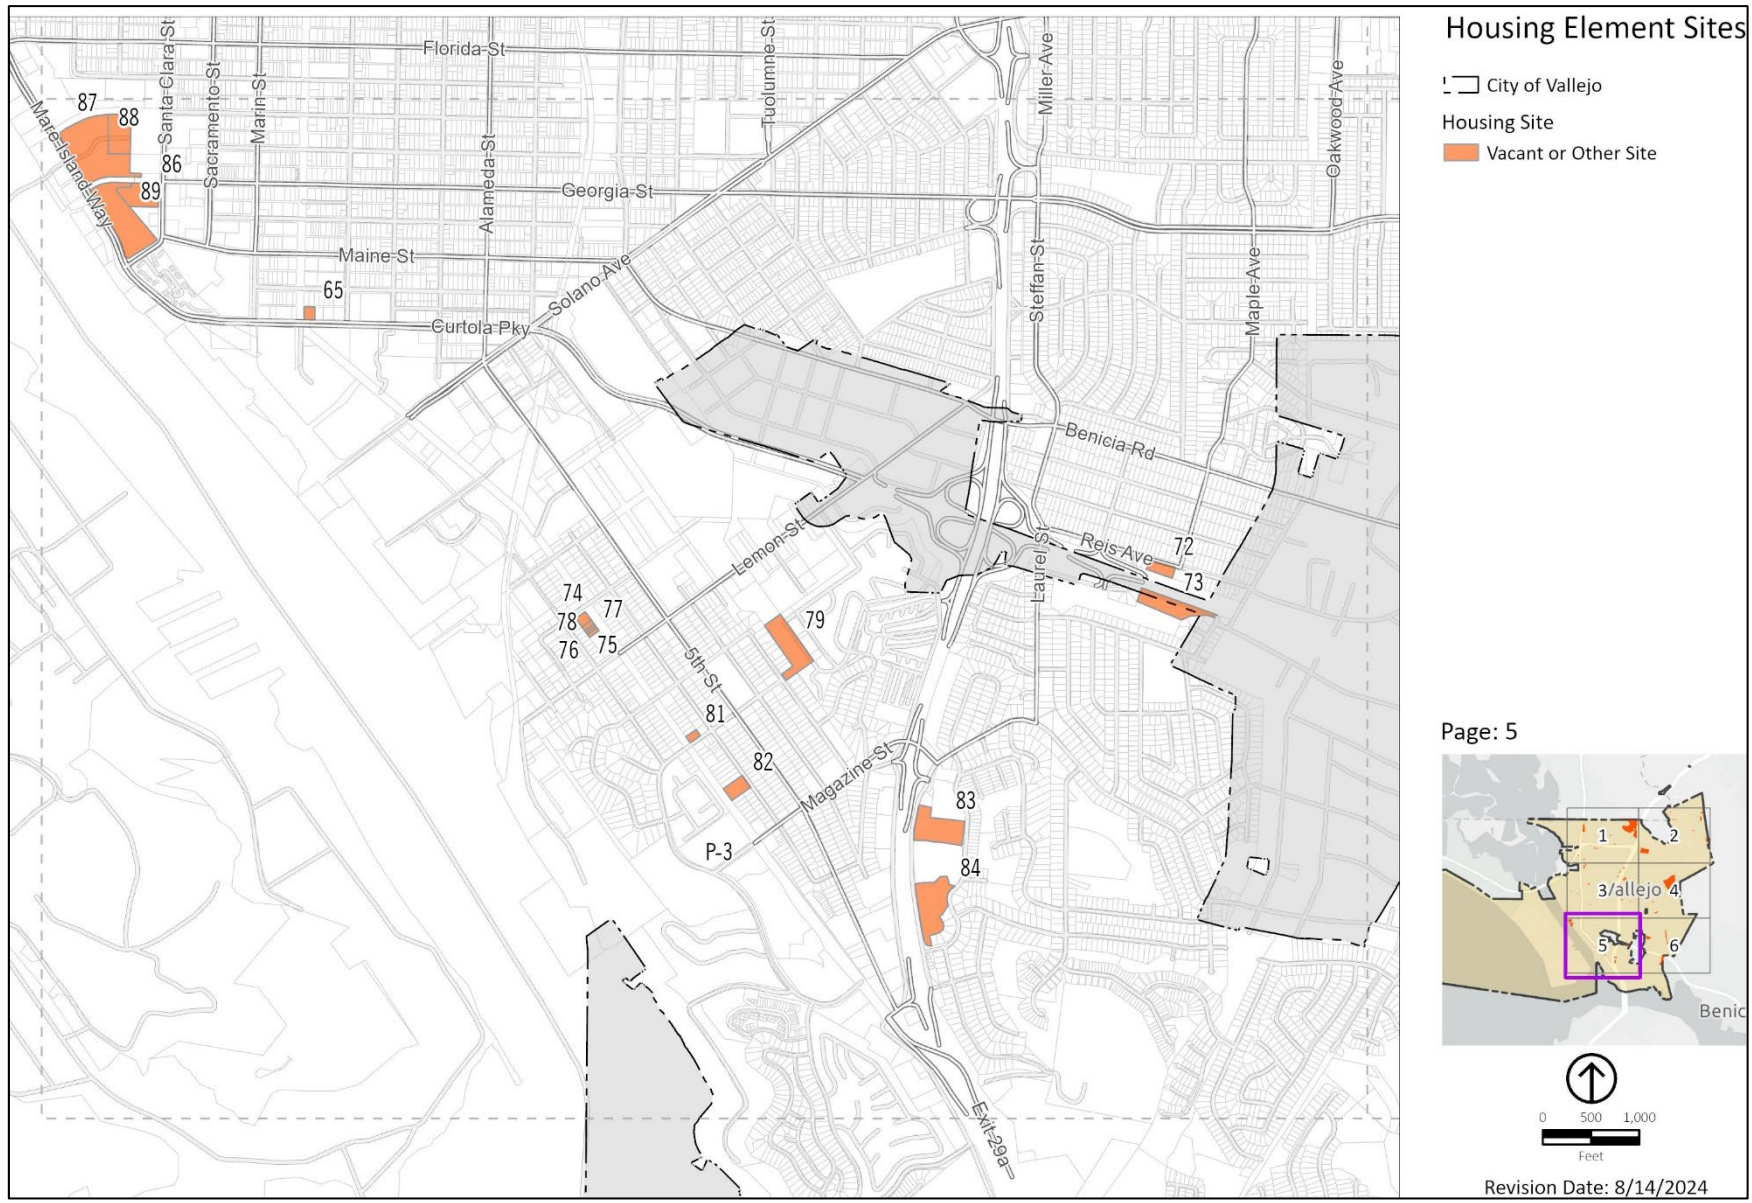 Housing Element Sites
City of Vallejo
Housing Site
Vacant or Other Site
Florida St
Santa Clara St
Sacramento St
Marin St
Tuolumne St
Miller Ave
Oakwood Ave
Mare Island Way
Alameda St
Georgia St
Maine St
Solano Ave
Curtola Pky
Steffan St
Maple Ave
Benicia Rd
Lemon St
Laurel St
Reis Ave
5th St
Magazine St
Exit 29a
87
88
86
89
65
72
73
74
77
78
76
75
79
81
82
83
84
P-3
Page: 5
1
2
3
Vallejo
4
5
6
Benic
0 500 1,000
Feet
Revision Date: 8/14/2024